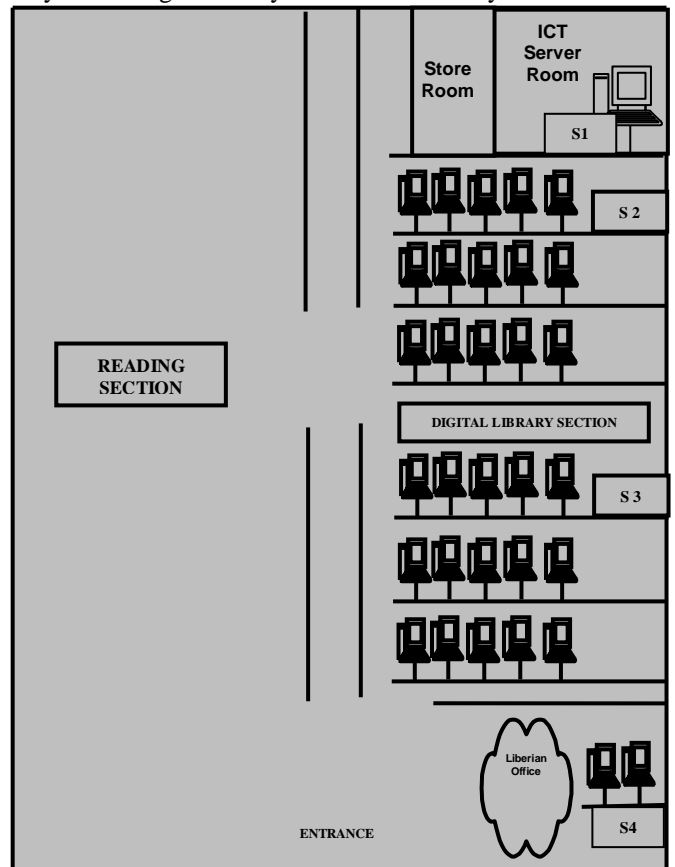 Store
Room
ICT
Server
Room
S1
S 2
READING
SECTION
DIGITAL LIBRARY SECTION
S 3
Liberian
Office
S4
ENTRANCE